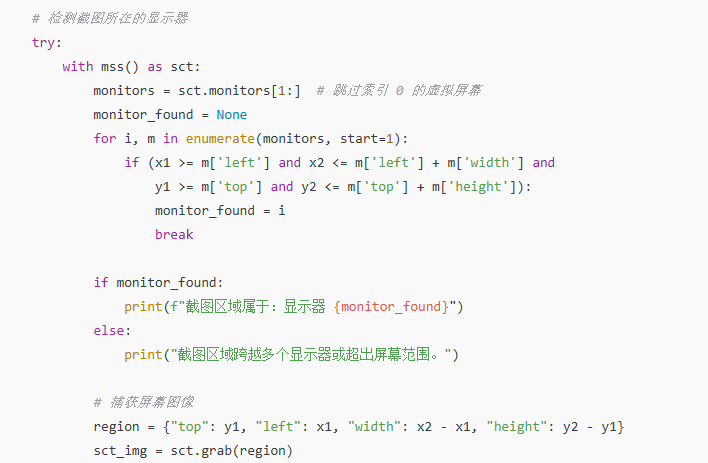 # 检测截图所在的显示器
try:
    with mss() as sct:
        monitors = sct.monitors[1:]  # 跳过索引 0 的虚拟屏幕
        monitor_found = None
        for i, m in enumerate(monitors, start=1):
            if (x1 >= m['left'] and x2 <= m['left'] + m['width'] and
                y1 >= m['top'] and y2 <= m['top'] + m['height']):
                monitor_found = i
                break

        if monitor_found:
            print(f"截图区域属于: 显示器 {monitor_found}")
        else:
            print("截图区域跨越多个显示器或超出屏幕范围。")

        # 捕获屏幕图像
        region = {"top": y1, "left": x1, "width": x2 - x1, "height": y2 - y1}
        sct_img = sct.grab(region)